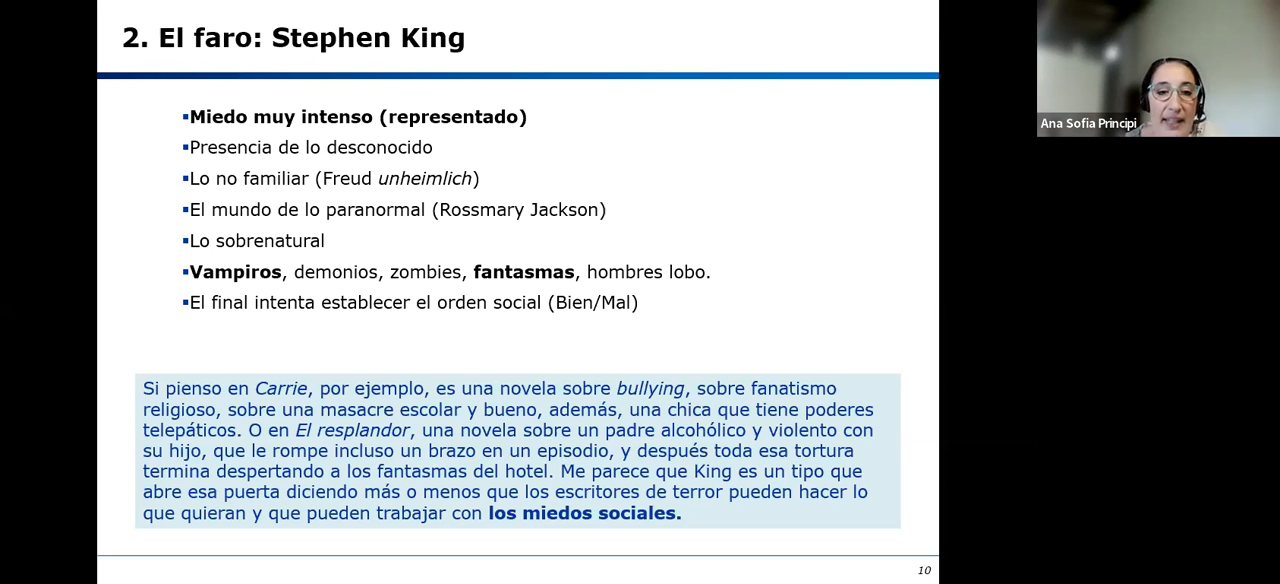 2. El faro: Stephen King
▪Miedo muy intenso (representado)
▪Presencia de lo desconocido
▪Lo no familiar (Freud unheimlich)
▪El mundo de lo paranormal (Rossmary Jackson)
▪Lo sobrenatural
▪Vampiros, demonios, zombies, fantasmas, hombres lobo.
▪El final intenta establecer el orden social (Bien/Mal)
Si pienso en Carrie, por ejemplo, es una novela sobre bullying, sobre fanatismo
religioso, sobre una masacre escolar y bueno, además, una chica que tiene poderes
telepáticos. O en El resplandor, una novela sobre un padre alcohólico y violento con
su hijo, que le rompe incluso un brazo en un episodio, y después toda esa tortura
termina despertando a los fantasmas del hotel. Me parece que King es un tipo que
abre esa puerta diciendo más o menos que los escritores de terror pueden hacer lo
que quieran y que pueden trabajar con los miedos sociales.
10
Ana Sofía Principi